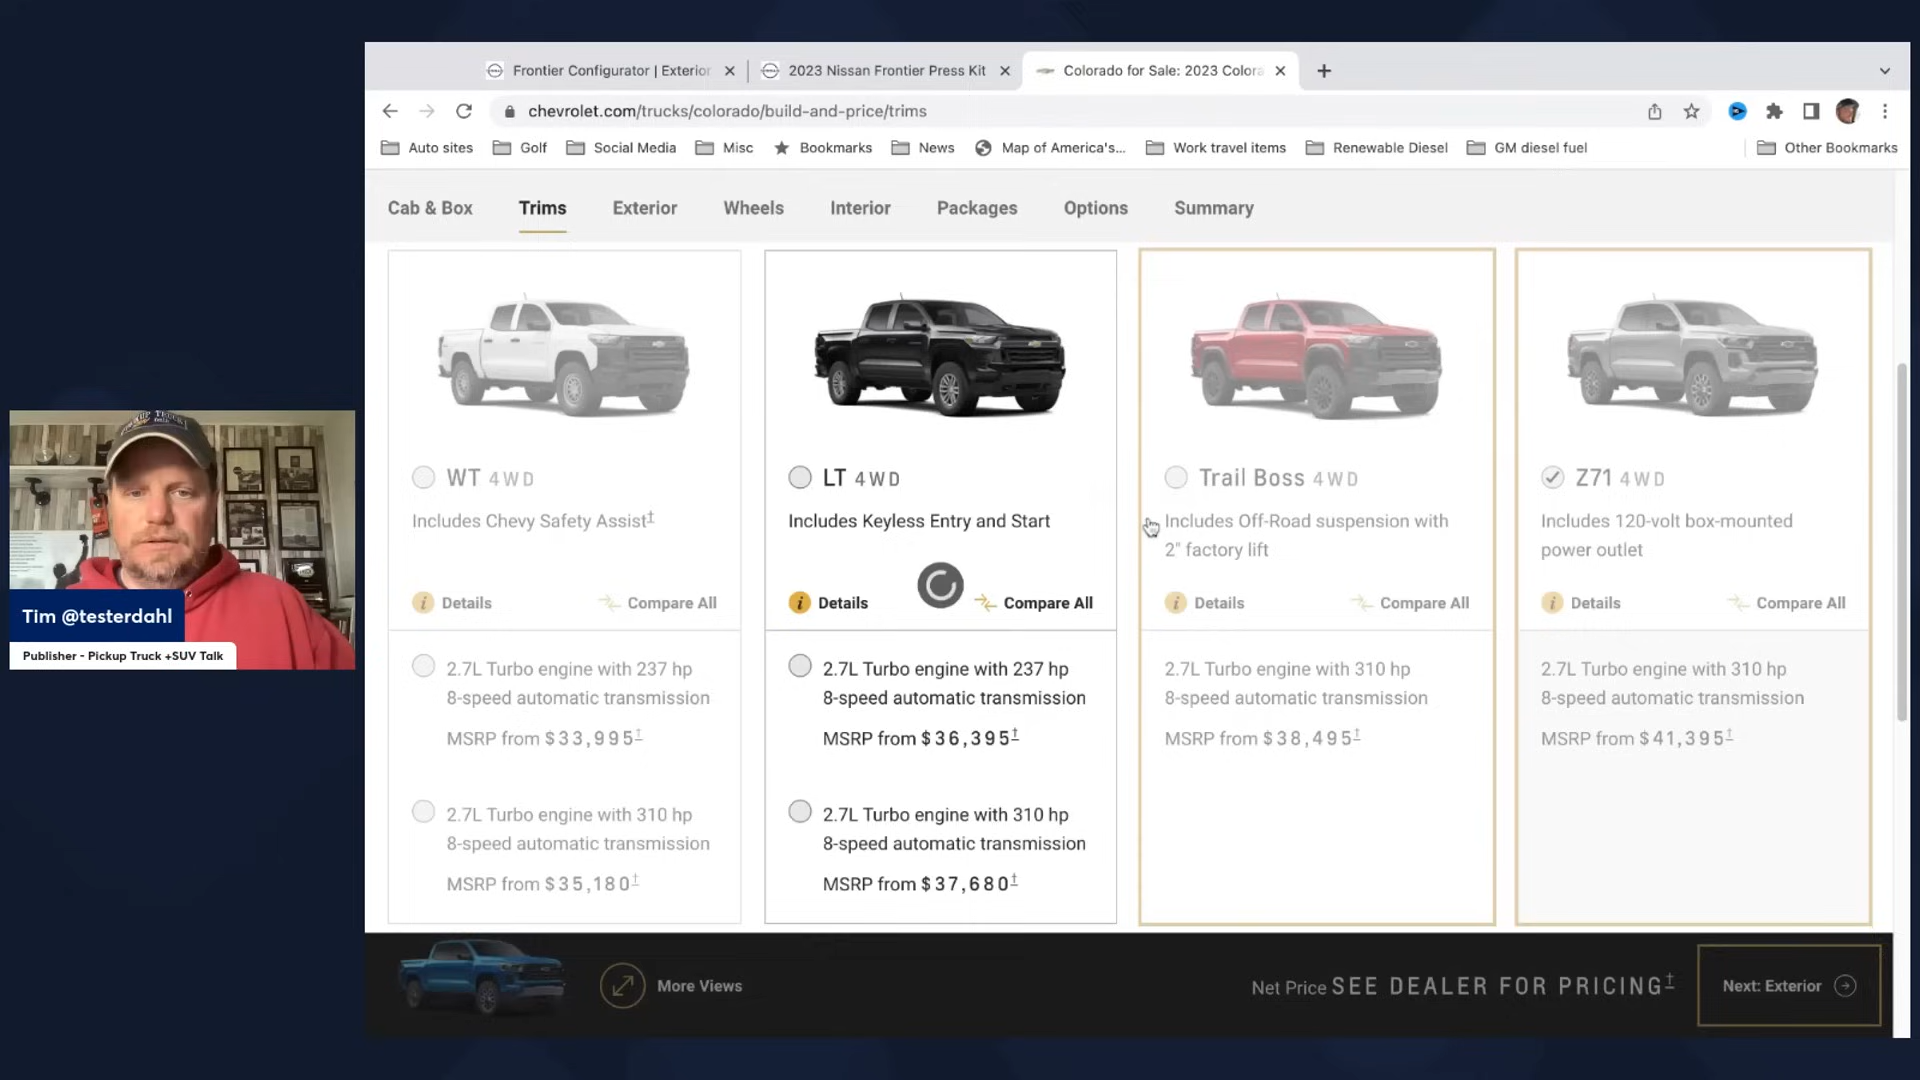 Frontier Configurator | Exterior
2023 Nissan Frontier Press Kit
Colorado for Sale: 2023 Colora
chevrolet.com/trucks/colorado/build-and-price/trims
Auto sites
Golf
Social Media
Misc
Bookmarks
News
Map of America's...
Work travel items
Renewable Diesel
GM diesel fuel
Other Bookmarks
Cab & Box
Trims
Exterior
Wheels
Interior
Packages
Options
Summary
WT 4WD
Includes Chevy Safety Assist†
Details
Compare All
2.7L Turbo engine with 237 hp
8-speed automatic transmission
MSRP from $33,995†
2.7L Turbo engine with 310 hp
8-speed automatic transmission
MSRP from $35,180†
LT 4WD
Includes Keyless Entry and Start
Details
Compare All
2.7L Turbo engine with 237 hp
8-speed automatic transmission
MSRP from $36,395†
2.7L Turbo engine with 310 hp
8-speed automatic transmission
MSRP from $37,680†
Trail Boss 4WD
Includes Off-Road suspension with
2" factory lift
Details
Compare All
2.7L Turbo engine with 310 hp
8-speed automatic transmission
MSRP from $38,495†
Z71 4WD
Includes 120-volt box-mounted
power outlet
Details
Compare All
2.7L Turbo engine with 310 hp
8-speed automatic transmission
MSRP from $41,395†
More Views
Net Price SEE DEALER FOR PRICING†
Next: Exterior
Tim @testerdahl
Publisher - Pickup Truck +SUV Talk